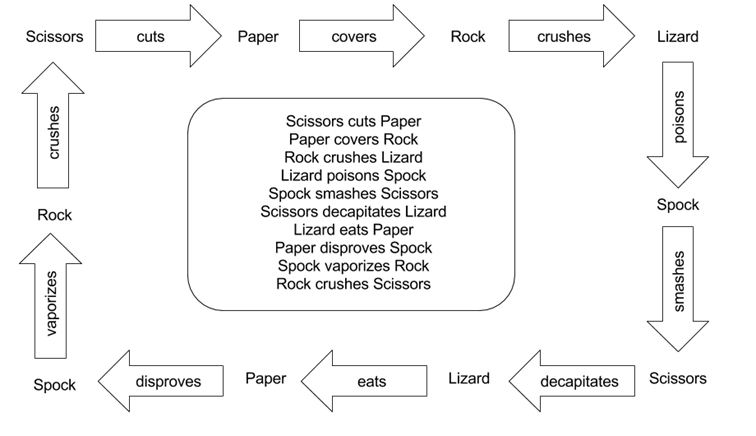 Scissors cuts Paper covers Rock crushes Lizard
poisons
Spock
smashes
Scissors
decapitates
Lizard
eats
Paper
disproves
Spock
vaporizes
Rock
crushes
Scissors cuts Paper
Paper covers Rock
Rock crushes Lizard
Lizard poisons Spock
Spock smashes Scissors
Scissors decapitates Lizard
Lizard eats Paper
Paper disproves Spock
Spock vaporizes Rock
Rock crushes Scissors